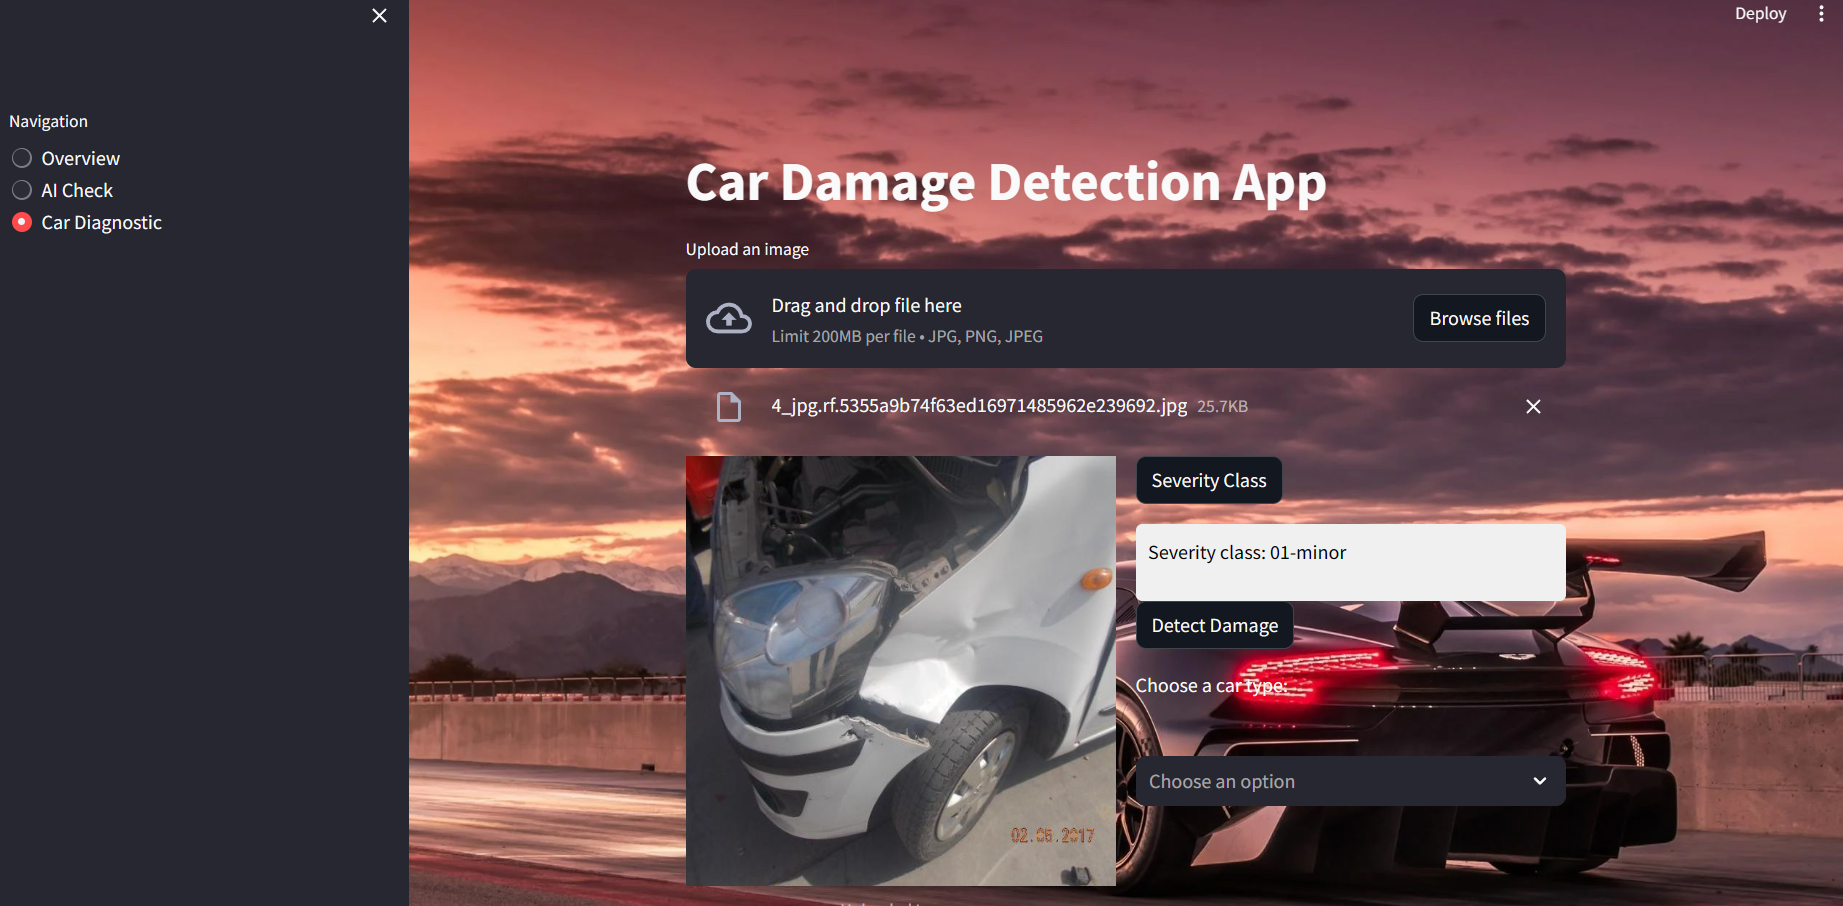 Deploy
Navigation
Overview
AI Check
Car Diagnostic
Car Damage Detection App
Upload an image
Drag and drop file here
Limit 200MB per file • JPG, PNG, JPEG
Browse files
4_jpg.rf.5355a9b74f63ed16971485962e239692.jpg 25.7KB
Severity Class
Severity class: 01-minor
Detect Damage
Choose a car type:
Choose an option
02.05.2017